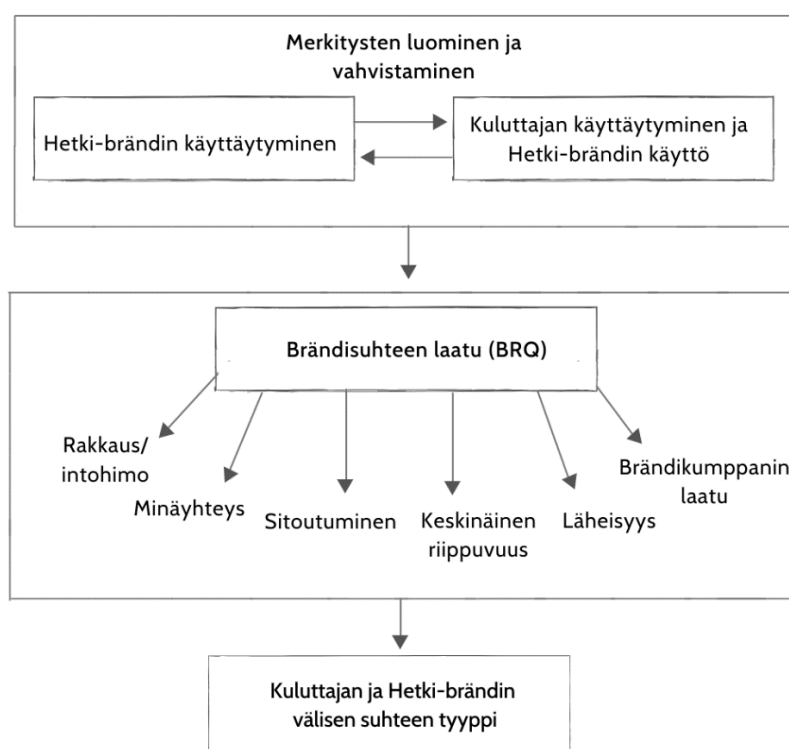 Merkitysten luominen ja
vahvistaminen
Hetki-brändin käyttäytyminen
Kuluttajan käyttäytyminen ja
Hetki-brändin käyttö
Brändisuhteen laatu (BRQ)
Rakkaus/
intohimo
Minäyhteys
Sitoutuminen
Keskinäinen
riippuvuus
Läheisyys
Brändikumppanin
laatu
Kuluttajan ja Hetki-brändin
välisen suhteen tyyppi